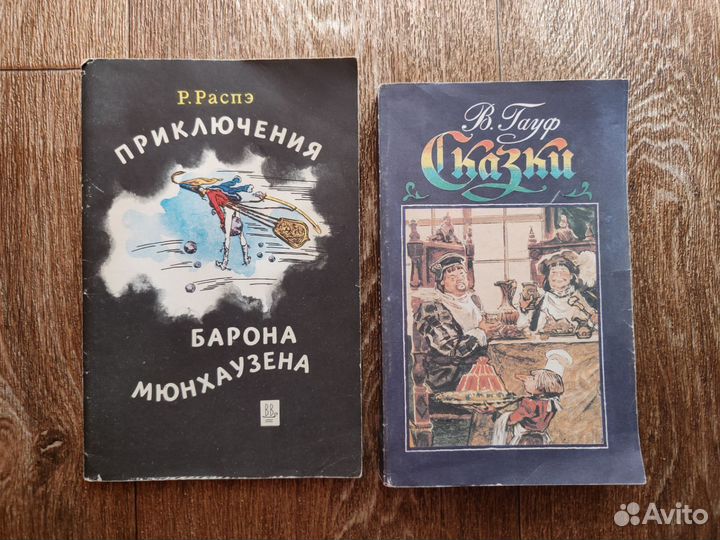 Р. Распэ
ПРИКЛЮЧЕНИЯ
БАРОНА
МЮНХАУЗЕНА
В. Гауф
Сказки
Avito